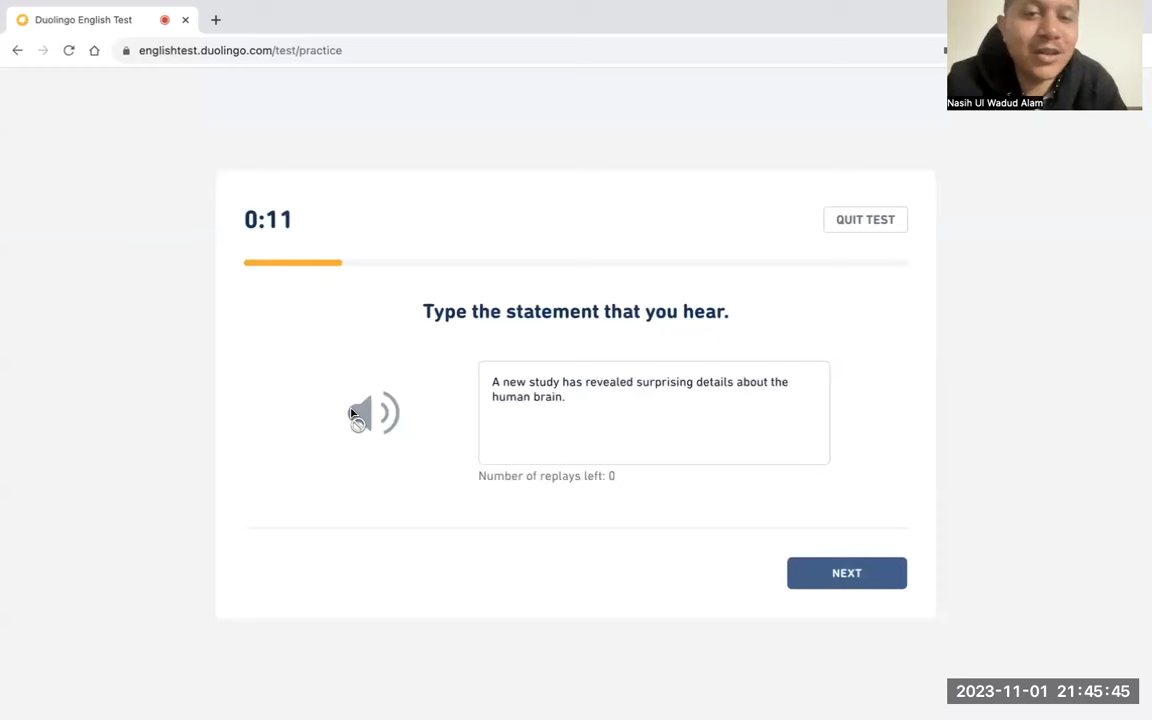 Duolingo English Test
englishtest.duolingo.com/test/practice
Nasih Ul Wadud Alam
0:11
QUIT TEST
Type the statement that you hear.
A new study has revealed surprising details about the
human brain.
Number of replays left: 0
NEXT
2023-11-01 21:45:45